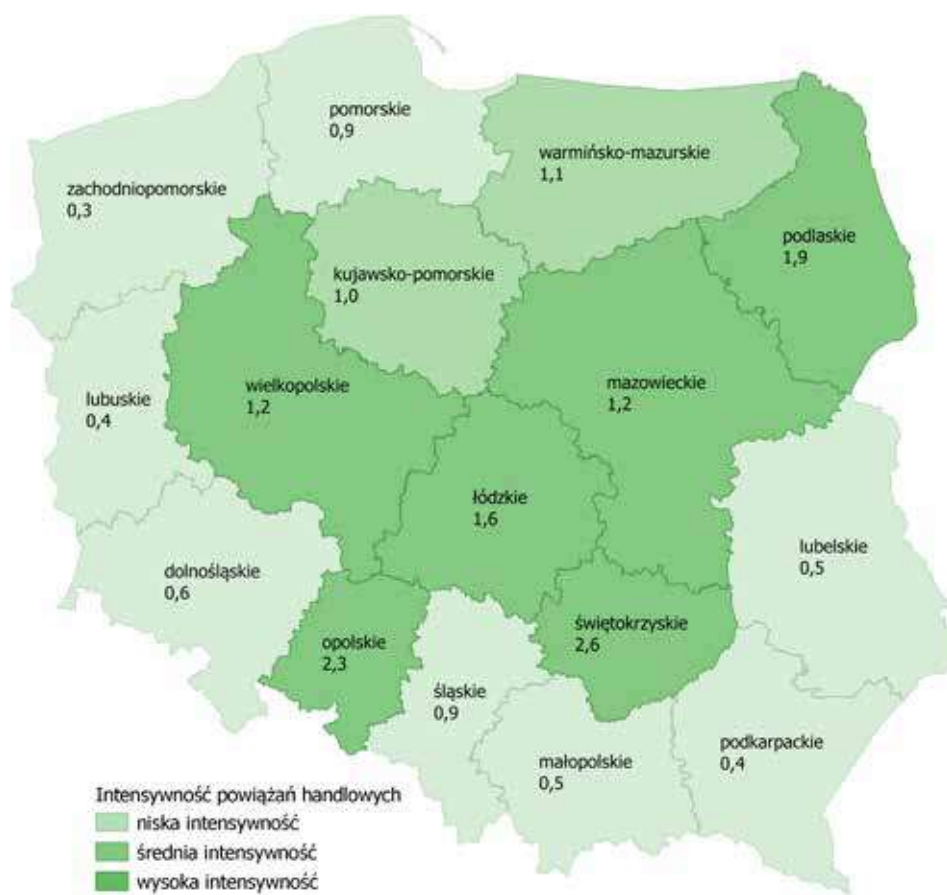 pomorskie
0,9
warmińsko-mazurskie
1,1
zachodniopomorskie
0,3
podlaskie
1,9
kujawsko-pomorskie
1,0
wielkopolskie
1,2
mazowieckie
1,2
lubuskie
0,4
łódzkie
1,6
lubelskie
0,5
dolnośląskie
0,6
opolskie
2,3
świętokrzyskie
2,6
śląskie
0,9
małopolskie
0,5
podkarpackie
0,4
Intensywność powiążań handlowych
niska intensywność
średnia intensywność
wysoka intensywność